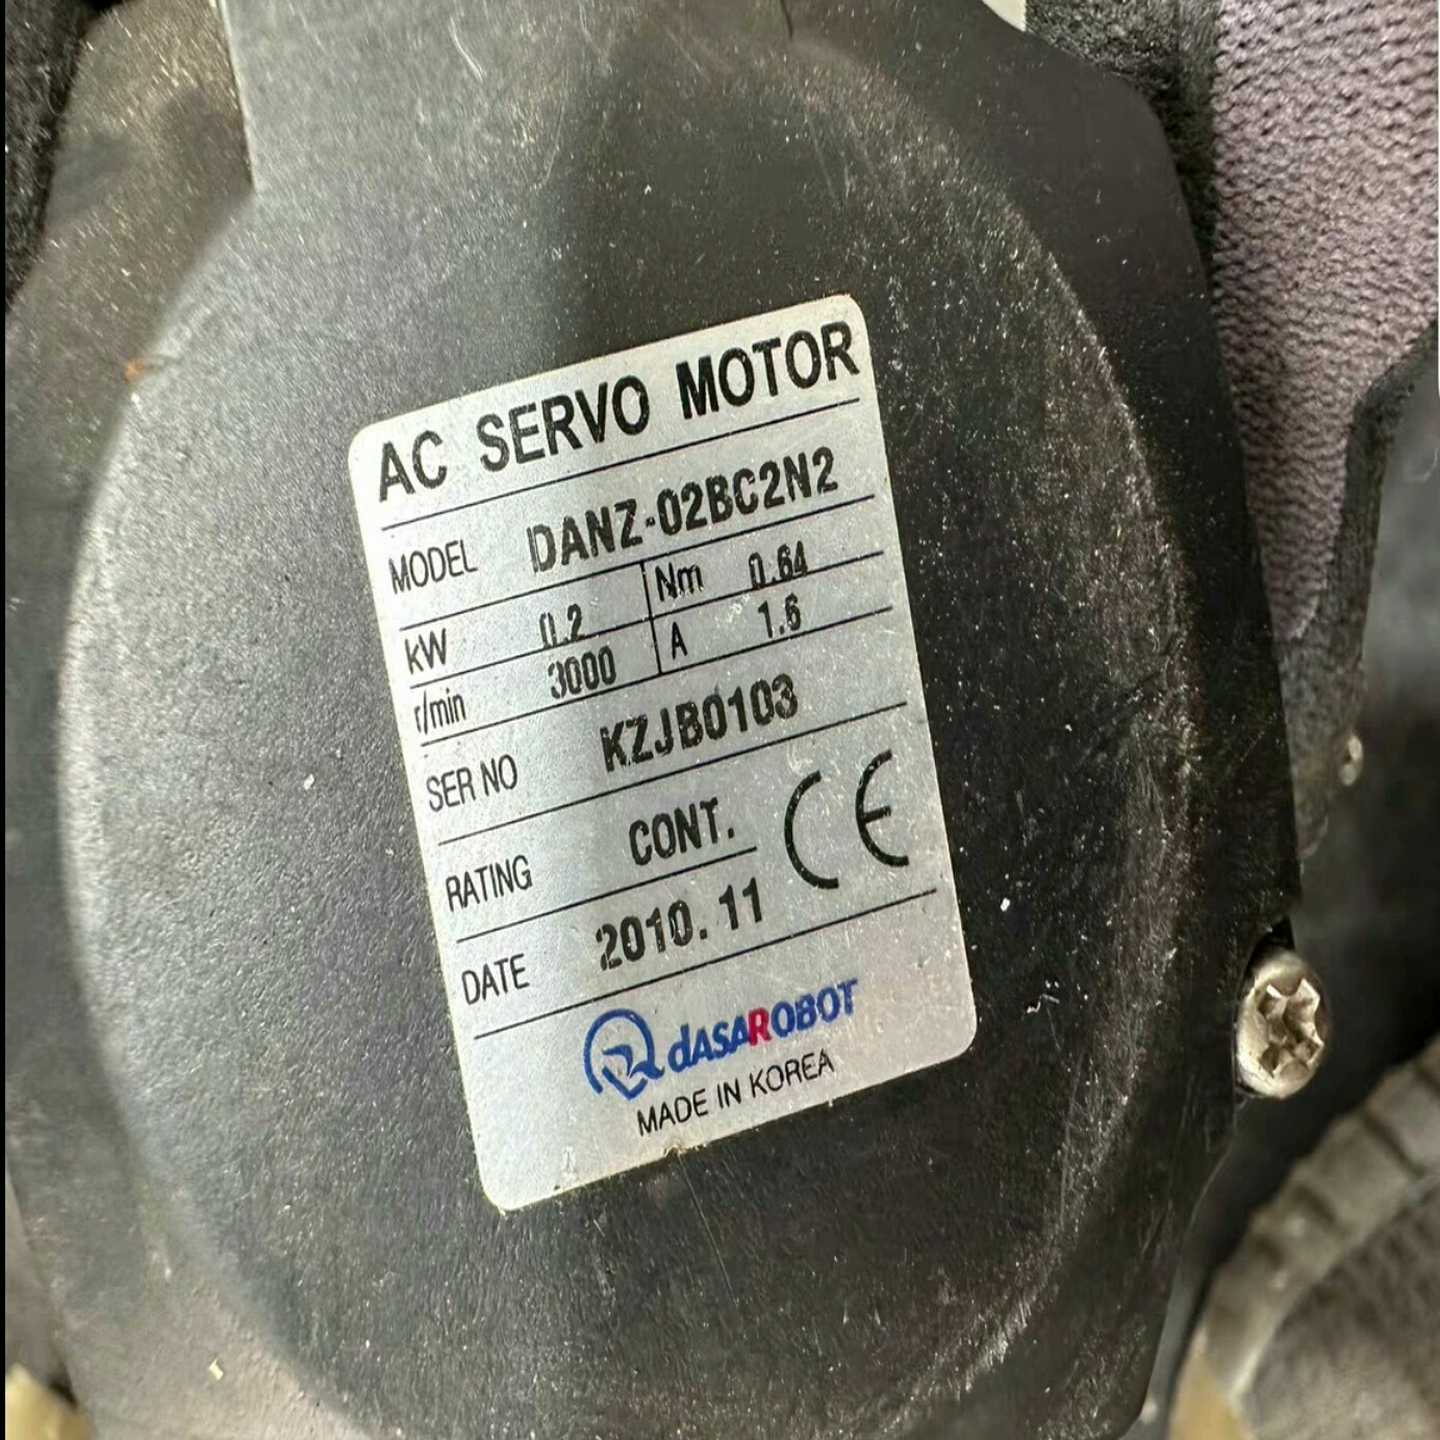 AC SERVO MOTOR
MODEL DANZ-02BC2N2
kW 0.2 Nm 0.64
r/min 3000 A 1.6
SER NO KZJB0103
RATING CONT. CE
DATE 2010.11
dASAROBOT
MADE IN KOREA